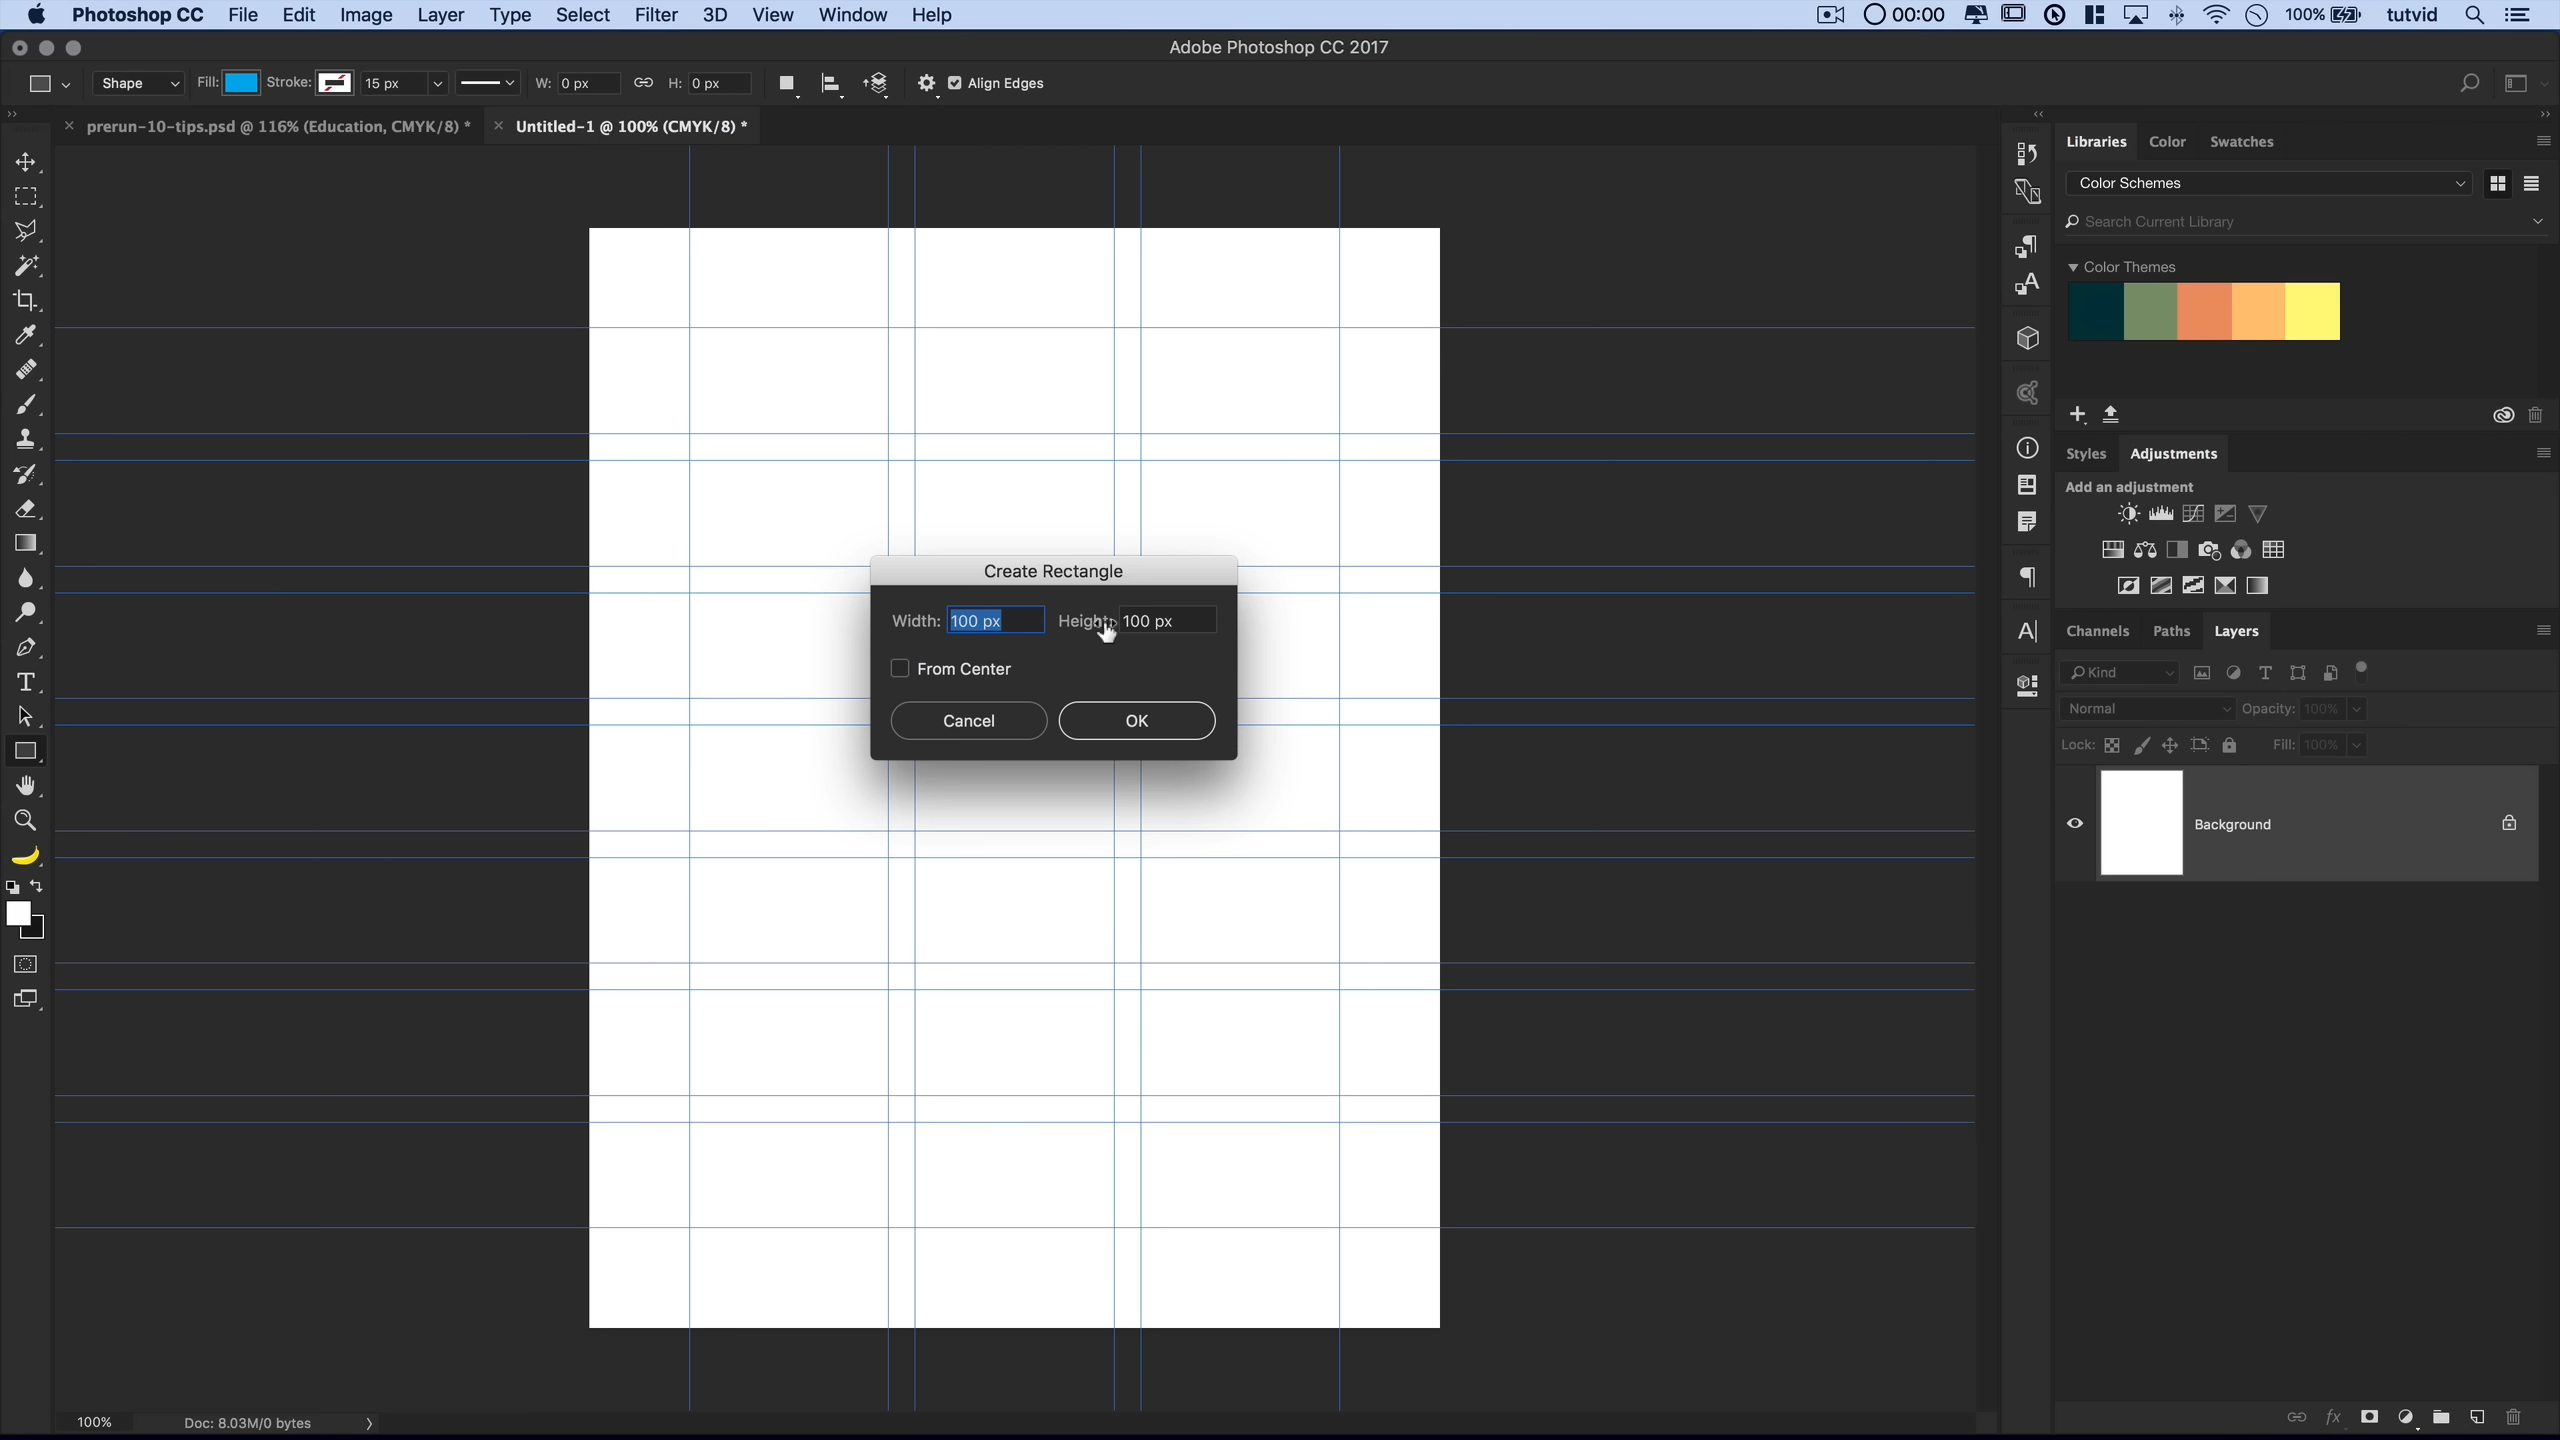 Photoshop CC File Edit Image Layer Type Select Filter 3D View Window Help 00:00 100% tutvid
Adobe Photoshop CC 2017
Shape Fill: Stroke: 15 px W: 0 px H: 0 px Align Edges
prerun-10-tips.psd @ 116% (Education, CMYK/8) * Untitled-1 @ 100% (CMYK/8) *
Libraries Color Swatches
Color Schemes
Search Current Library
Color Themes
Styles Adjustments
Add an adjustment
Create Rectangle
Width: 100 px Height: 100 px
From Center
Cancel OK
Channels Paths Layers
Kind
Normal Opacity: 100%
Lock: Fill: 100%
Background
100% Doc: 8.03M/0 bytes